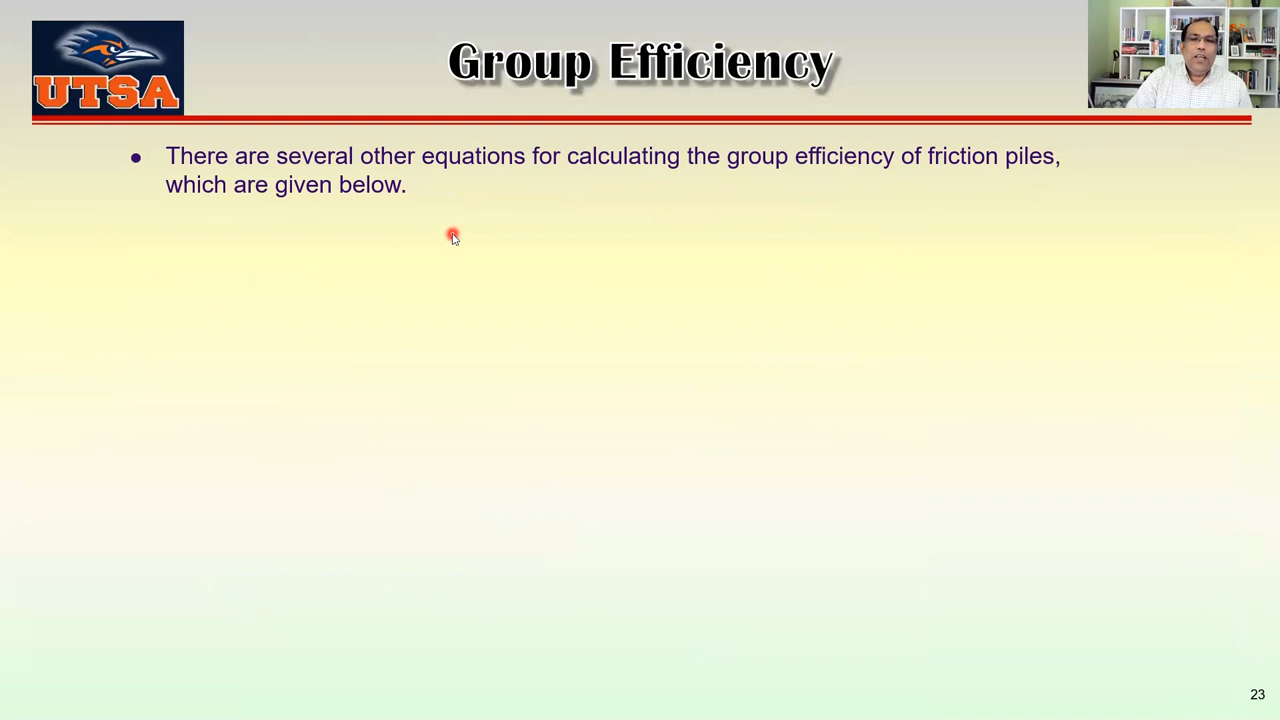 UTSA
Group Efficiency
● There are several other equations for calculating the group efficiency of friction piles,
which are given below.
23